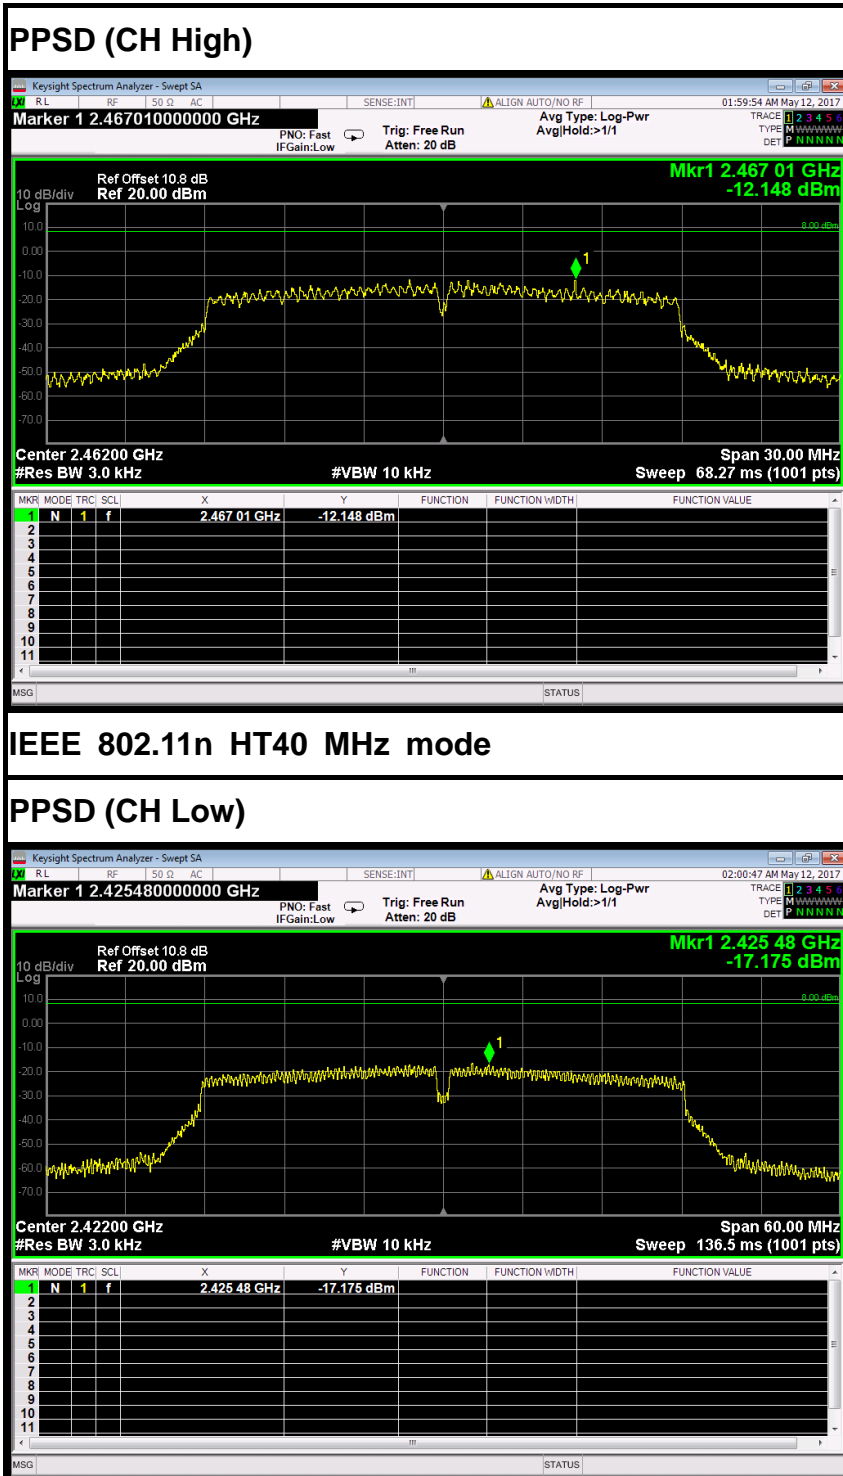 PPSD (CH High)
Keysight Spectrum Analyzer - Swept SA
LXI RL RF 50 Ω AC SENSE:INT ALIGN AUTO/NO RF 01:59:54 AM May 12, 2017
Marker 1 2.467010000000 GHz Avg Type: Log-Pwr TRACE 1 2 3 4 5 6
PNO: Fast Trig: Free Run Avg|Hold:>1/1 TYPE M WWWWW
IFGain:Low Atten: 20 dB DET P N N N N N
Mkr1 2.467 01 GHz
-12.148 dBm
Ref Offset 10.8 dB
10 dB/div Ref 20.00 dBm
Log
10.0
8.00 dBm
0.00
1
-10.0
-20.0
-30.0
-40.0
-50.0
-60.0
-70.0
Center 2.46200 GHz Span 30.00 MHz
#Res BW 3.0 kHz #VBW 10 kHz Sweep 68.27 ms (1001 pts)
MKR MODE TRC SCL X Y FUNCTION FUNCTION WIDTH FUNCTION VALUE
1 N 1 f 2.467 01 GHz -12.148 dBm
2
3
4
5
6
7
8
9
10
11
MSG STATUS
IEEE 802.11n HT40 MHz mode
PPSD (CH Low)
Keysight Spectrum Analyzer - Swept SA
LXI RL RF 50 Ω AC SENSE:INT ALIGN AUTO/NO RF 02:00:47 AM May 12, 2017
Marker 1 2.425480000000 GHz Avg Type: Log-Pwr TRACE 1 2 3 4 5 6
PNO: Fast Trig: Free Run Avg|Hold:>1/1 TYPE M WWWWW
IFGain:Low Atten: 20 dB DET P N N N N N
Mkr1 2.425 48 GHz
-17.175 dBm
Ref Offset 10.8 dB
10 dB/div Ref 20.00 dBm
Log
10.0
8.00 dBm
0.00
-10.0
1
-20.0
-30.0
-40.0
-50.0
-60.0
-70.0
Center 2.42200 GHz Span 60.00 MHz
#Res BW 3.0 kHz #VBW 10 kHz Sweep 136.5 ms (1001 pts)
MKR MODE TRC SCL X Y FUNCTION FUNCTION WIDTH FUNCTION VALUE
1 N 1 f 2.425 48 GHz -17.175 dBm
2
3
4
5
6
7
8
9
10
11
MSG STATUS